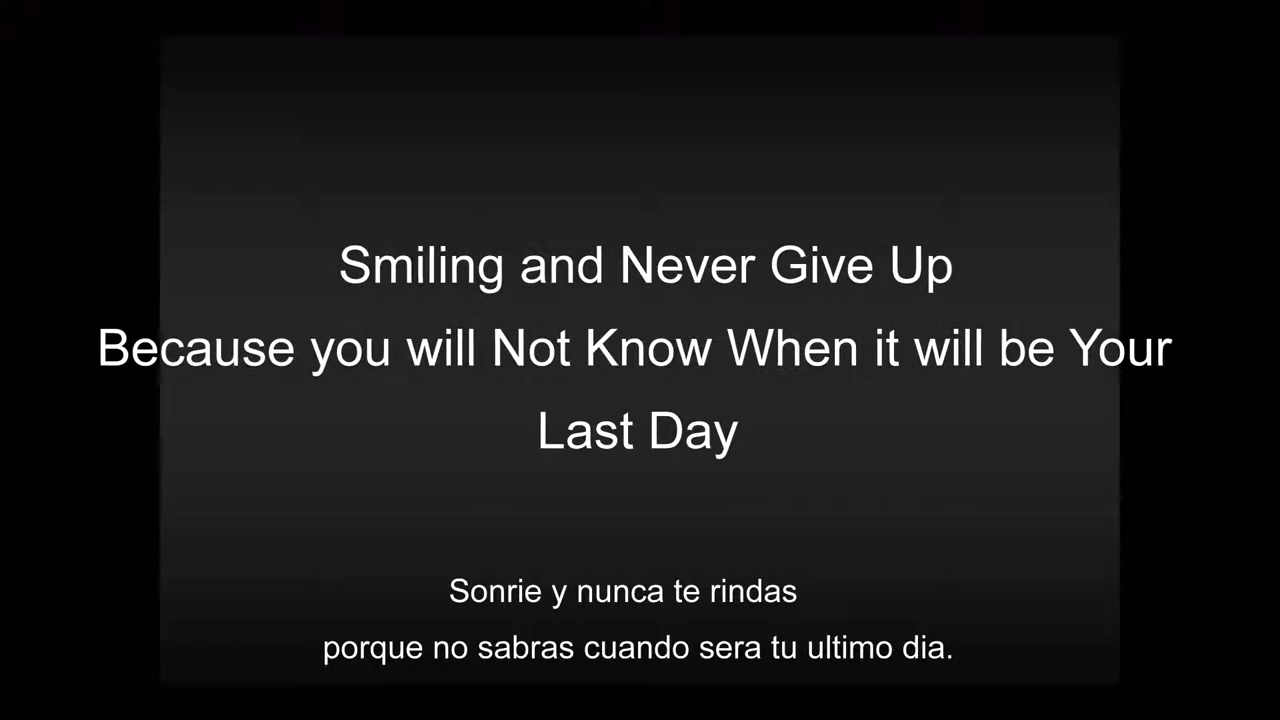 Smiling and Never Give Up
Because you will Not Know When it will be Your
Last Day
Sonrie y nunca te rindas
porque no sabras cuando sera tu ultimo dia.